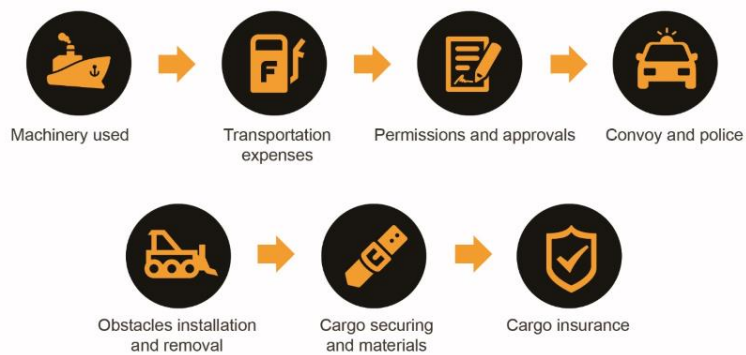 F
Machinery used
Transportation
expenses
Permissions and approvals
Convoy and police
Obstacles installation
and removal
Cargo securing
and materials
Cargo insurance